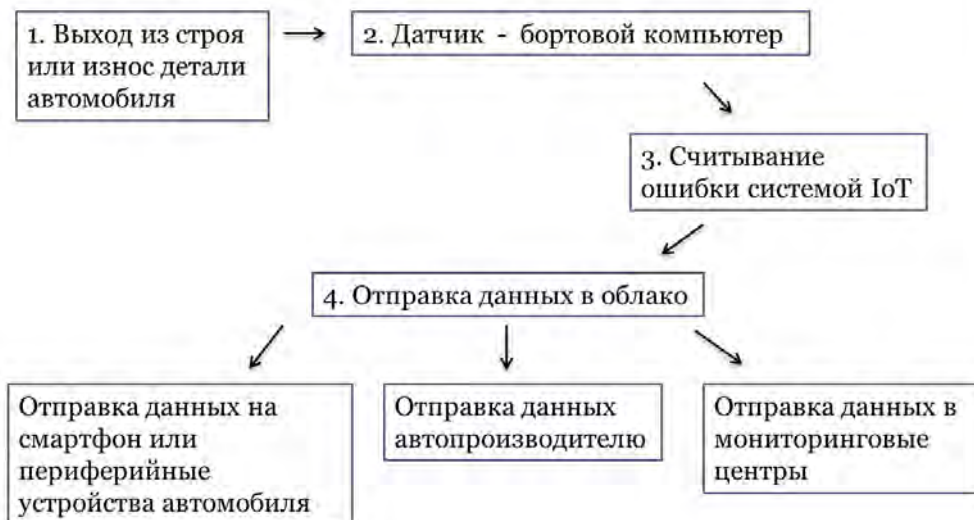 1. Выход из строя
или износ детали
автомобиля
2. Датчик - бортовой компьютер
3. Считывание
ошибки системой IoT
4. Отправка данных в облако
Отправка данных на
смартфон или
периферийные
устройства автомобиля
Отправка данных
автопроизводителю
Отправка данных в
мониторинговые
центры